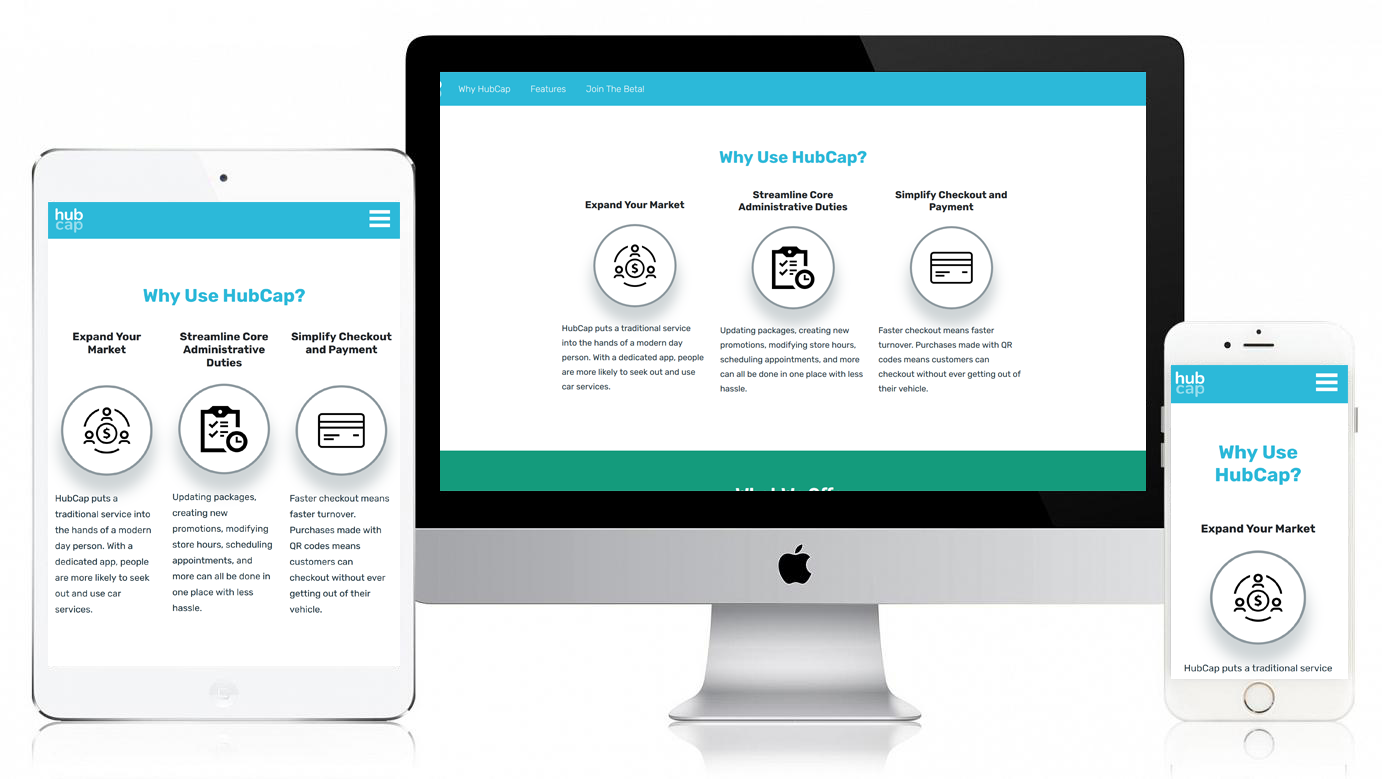 hub
cap
Why Use HubCap?
Expand Your
Market
HubCap puts a
traditional service into
the hands of a modern
day person. With a
dedicated app, people
are more likely to seek
out and use car
services.
Streamline Core
Administrative
Duties
Updating packages,
creating new
promotions, modifying
store hours, scheduling
appointments, and
more can all be done in
one place with less
hassle.
Simplify Checkout
and Payment
Faster checkout means
faster turnover.
Purchases made with
QR codes means
customers can
checkout without ever
getting out of their
vehicle.
Why HubCap Features Join The Beta!
Why Use HubCap?
Expand Your Market
HubCap puts a traditional service
into the hands of a modern day
person. With a dedicated app, people
are more likely to seek out and use
car services.
Streamline Core
Administrative Duties
Updating packages, creating new
promotions, modifying store hours,
scheduling appointments, and more
can all be done in one place with less
hassle.
Simplify Checkout and
Payment
Faster checkout means faster
turnover. Purchases made with QR
codes means customers can
checkout without ever getting out of
their vehicle.
hub
cap
Why Use
HubCap?
Expand Your Market
HubCap puts a traditional service